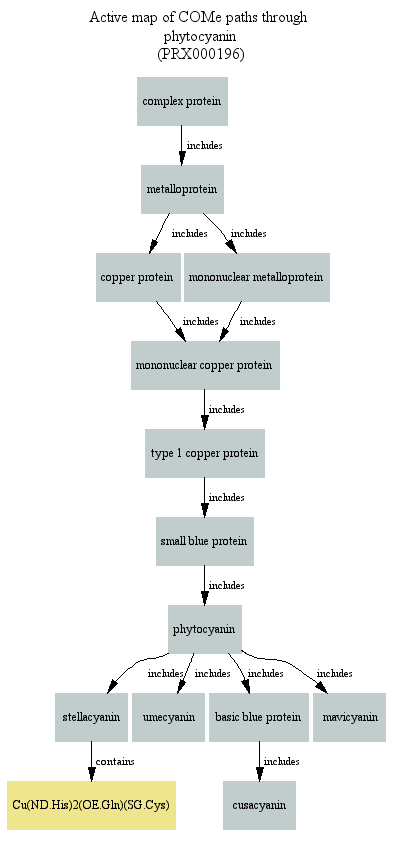 Active map of COMe paths through
phytocyanin
(PRX000196)
complex protein
includes
metalloprotein
includes
includes
copper protein
mononuclear metalloprotein
includes
includes
mononuclear copper protein
includes
type 1 copper protein
includes
small blue protein
includes
phytocyanin
includes
includes
includes
includes
stellacyanin
umecyanin
basic blue protein
mavicyanin
contains
includes
Cu(ND.His)2(OE.Gln)(SG.Cys)
cusacyanin